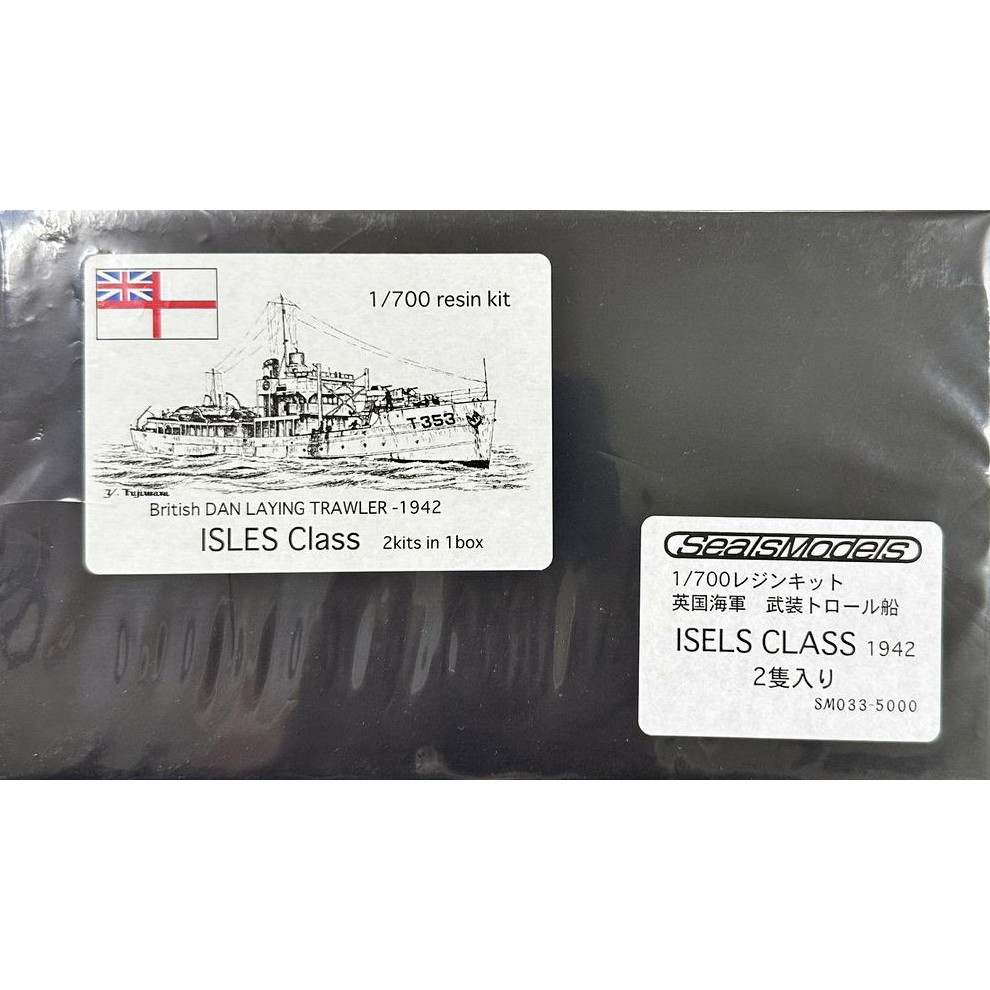 1/700 resin kit
T353
Y. Fujiwara
British DAN LAYING TRAWLER -1942
ISLES Class 2kits in 1box
SealsModels
1/700レジンキット
英国海軍 武装トロール船
ISELS CLASS 1942
2隻入り
SM033-5000